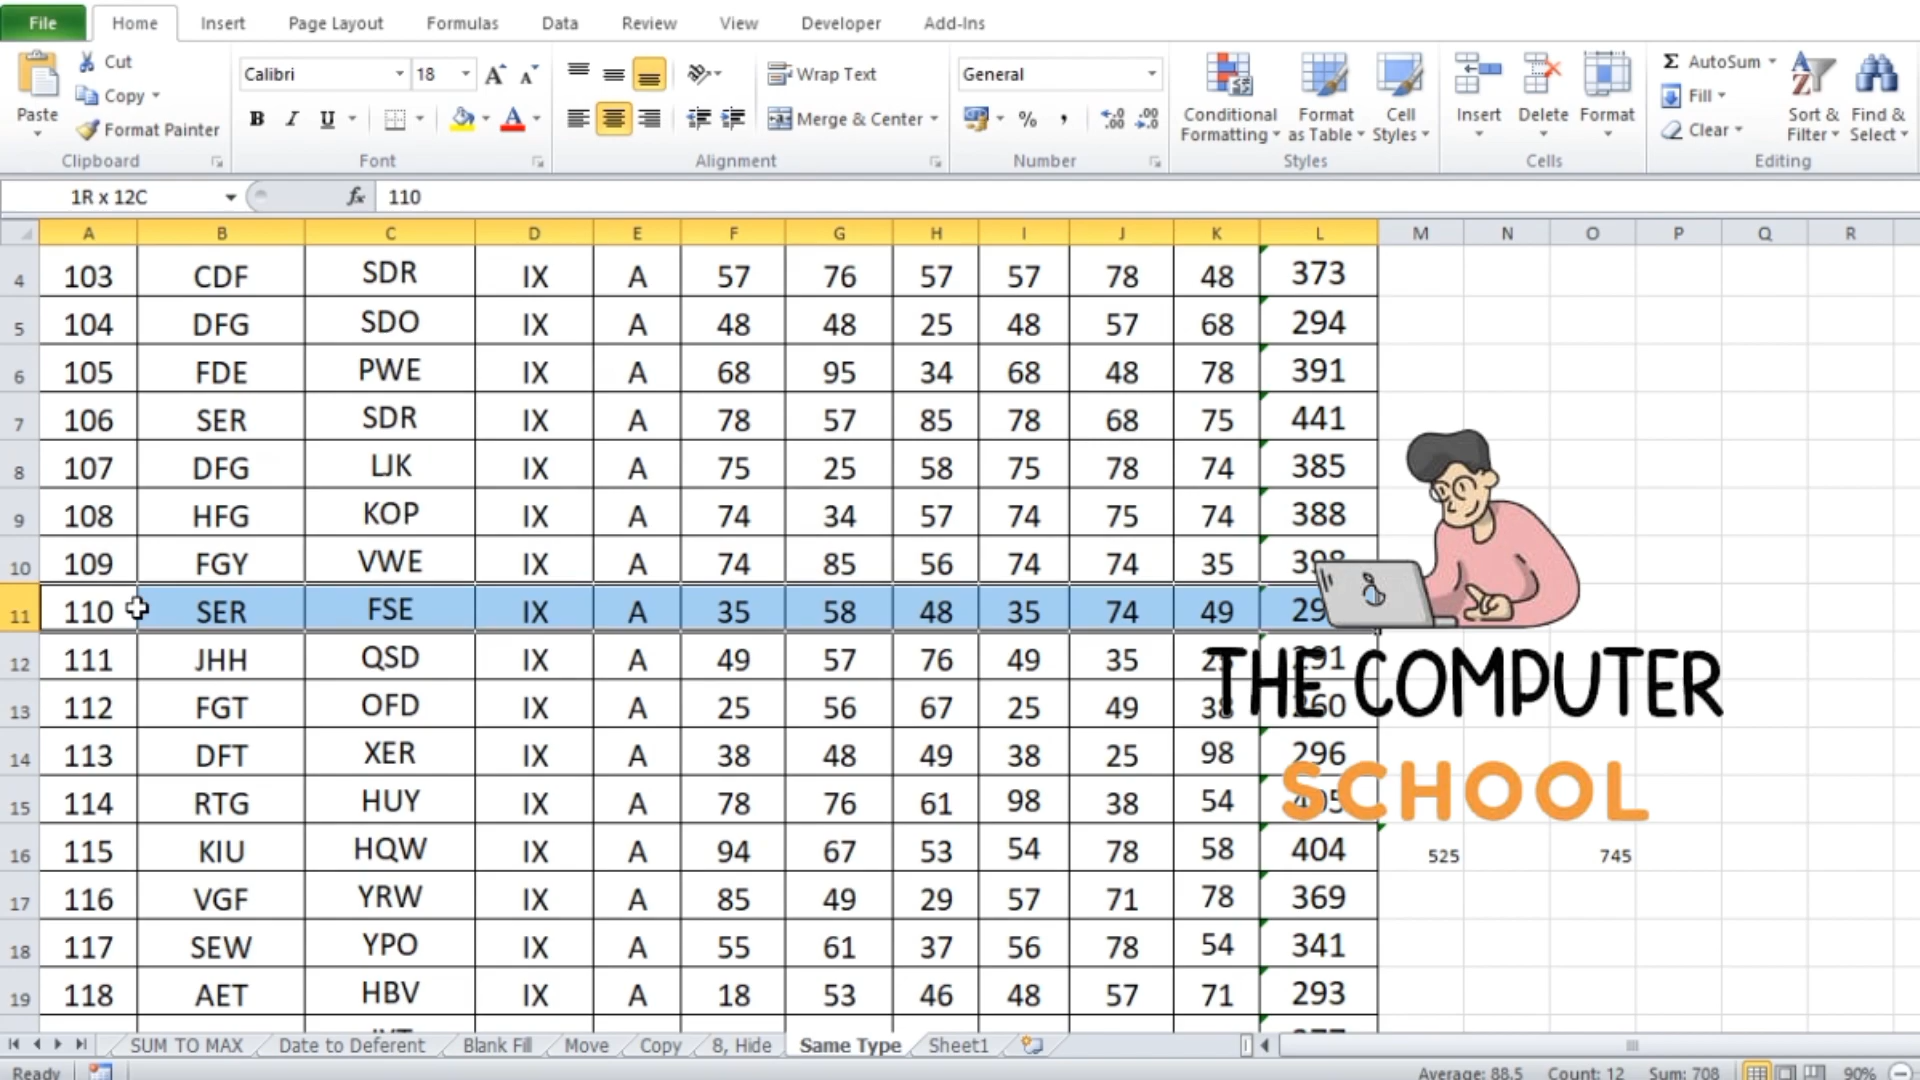 File Home Insert Page Layout Formulas Data Review View Developer Add-Ins
Cut
Copy
Format Painter
Paste
Clipboard
Calibri 18
B I U
Font
Wrap Text
Merge & Center
Alignment
General
%
Number
Conditional Formatting
Format as Table
Cell Styles
Styles
Insert Delete Format
Cells
Σ AutoSum
Fill
Clear
Sort & Filter
Find & Select
Editing
1R x 12C fx 110
A B C D E F G H I J K L M N O P Q R
4 103 CDF SDR IX A 57 76 57 57 78 48 373
5 104 DFG SDO IX A 48 48 25 48 57 68 294
6 105 FDE PWE IX A 68 95 34 68 48 78 391
7 106 SER SDR IX A 78 57 85 78 68 75 441
8 107 DFG LJK IX A 75 25 58 75 78 74 385
9 108 HFG KOP IX A 74 34 57 74 75 74 388
10 109 FGY VWE IX A 74 85 56 74 74 35 398
11 110 SER FSE IX A 35 58 48 35 74 49
12 111 JHH QSD IX A 49 57 76 49 35
13 112 FGT OFD IX A 25 56 67 25 49 38
14 113 DFT XER IX A 38 48 49 38 25 98 296
15 114 RTG HUY IX A 78 76 61 98 38 54
16 115 KIU HQW IX A 94 67 53 54 78 58 404 525 745
17 116 VGF YRW IX A 85 49 29 57 71 78 369
18 117 SEW YPO IX A 55 61 37 56 78 54 341
19 118 AET HBV IX A 18 53 46 48 57 71 293
THE COMPUTER
SCHOOL
SUM TO MAX Date to Deferent Blank Fill Move Copy 8, Hide Same Type Sheet1
Ready Average: 88.5 Count: 12 Sum: 708 90%